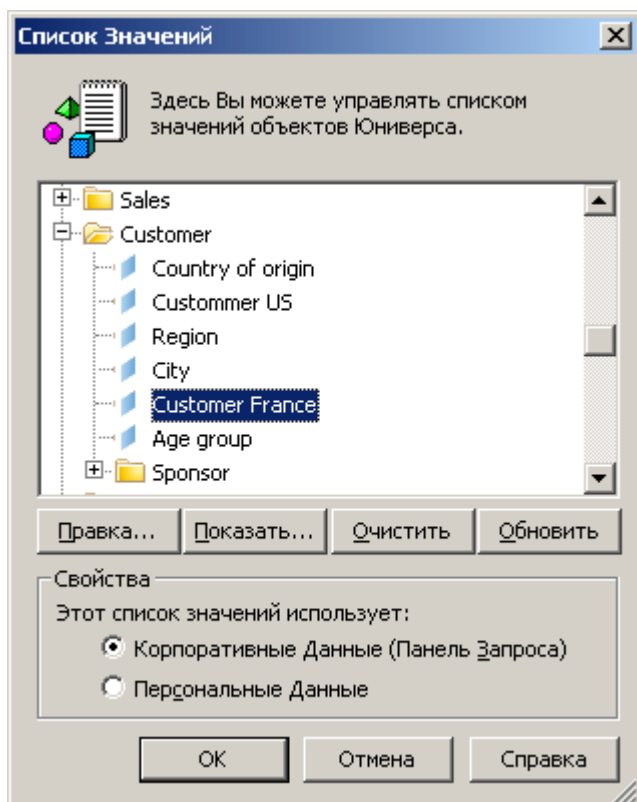 Список Значений
Здесь Вы можете управлять списком
значений объектов Юниверса.
Sales
Customer
Country of origin
Custommer US
Region
City
Customer France
Age group
Sponsor
Правка... Показать... Очистить Обновить
Свойства
Этот список значений использует:
Корпоративные Данные (Панель Запроса)
Персональные Данные
OK Отмена Справка